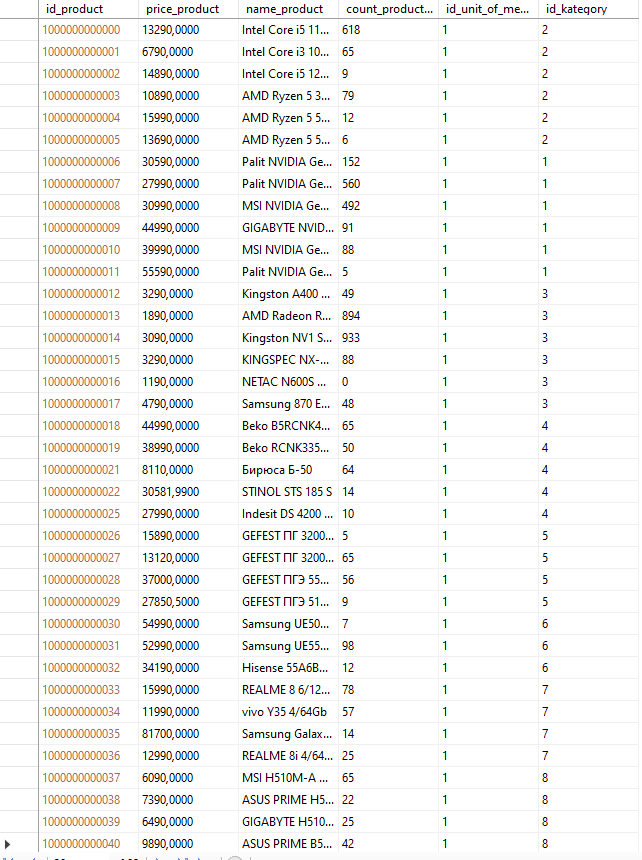 id_product price_product name_product count_product... id_unit_of_me... id_kateqory
1000000000000 13290,0000 Intel Core i5 11... 618 1 2
1000000000001 6790,0000 Intel Core i3 10... 65 1 2
1000000000002 14890,0000 Intel Core i5 12... 9 1 2
1000000000003 10890,0000 AMD Ryzen 5 3... 79 1 2
1000000000004 15990,0000 AMD Ryzen 5 5... 12 1 2
1000000000005 13690,0000 AMD Ryzen 5 5... 6 1 2
1000000000006 30590,0000 Palit NVIDIA Ge... 152 1 1
1000000000007 27990,0000 Palit NVIDIA Ge... 560 1 1
1000000000008 30990,0000 MSI NVIDIA Ge... 492 1 1
1000000000009 44990,0000 GIGABYTE NVID... 91 1 1
1000000000010 39990,0000 MSI NVIDIA Ge... 88 1 1
1000000000011 55590,0000 Palit NVIDIA Ge... 5 1 1
1000000000012 3290,0000 Kingston A400 ... 49 1 3
1000000000013 1890,0000 AMD Radeon R... 894 1 3
1000000000014 3090,0000 Kingston NV1 S... 933 1 3
1000000000015 3290,0000 KINGSPEC NX-... 88 1 3
1000000000016 1190,0000 NETAC N600S ... 0 1 3
1000000000017 4790,0000 Samsung 870 E... 48 1 3
1000000000018 44990,0000 Beko B5RCNK4... 65 1 4
1000000000019 38990,0000 Beko RCNK335... 50 1 4
1000000000021 8110,0000 Бирюса Б-50 64 1 4
1000000000022 30581,9900 STINOL STS 185 S 14 1 4
1000000000025 27990,0000 Indesit DS 4200 ... 10 1 4
1000000000026 15890,0000 GEFEST ПГ 3200... 5 1 5
1000000000027 13120,0000 GEFEST ПГ 3200... 65 1 5
1000000000028 37000,0000 GEFEST ПГЭ 55... 56 1 5
1000000000029 27850,5000 GEFEST ПГЭ 51... 9 1 5
1000000000030 54990,0000 Samsung UE50... 7 1 6
1000000000031 52990,0000 Samsung UE55... 98 1 6
1000000000032 34190,0000 Hisense 55A6B... 12 1 6
1000000000033 15990,0000 REALME 8 6/12... 78 1 7
1000000000034 11990,0000 vivo Y35 4/64Gb 57 1 7
1000000000035 81700,0000 Samsung Galax... 14 1 7
1000000000036 12990,0000 REALME 8i 4/64... 25 1 7
1000000000037 6090,0000 MSI H510M-A ... 65 1 8
1000000000038 7390,0000 ASUS PRIME H5... 22 1 8
1000000000039 6490,0000 GIGABYTE H510... 25 1 8
1000000000040 9890,0000 ASUS PRIME B5... 42 1 8